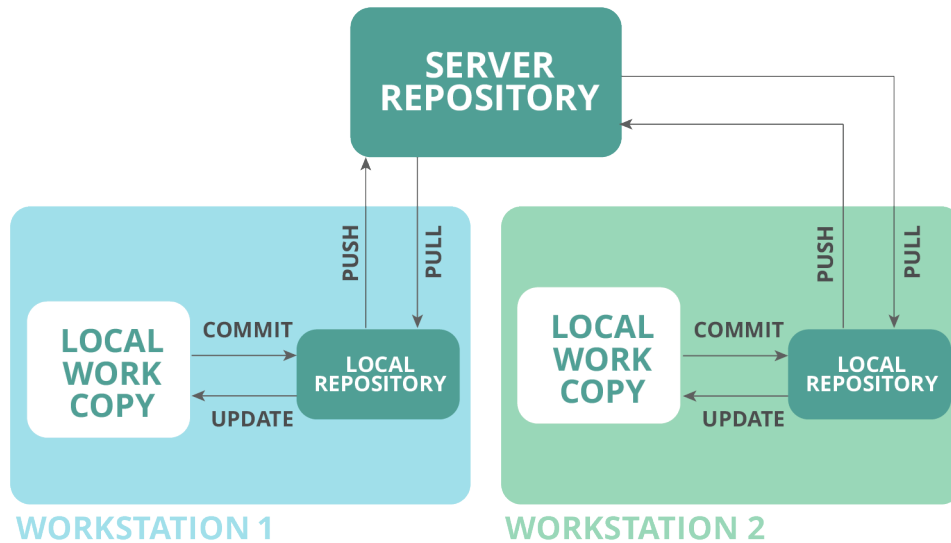 SERVER
REPOSITORY
PUSH
PULL
COMMIT
LOCAL
WORK
COPY
LOCAL
REPOSITORY
UPDATE
WORKSTATION 1
PUSH
PULL
COMMIT
LOCAL
WORK
COPY
LOCAL
REPOSITORY
UPDATE
WORKSTATION 2